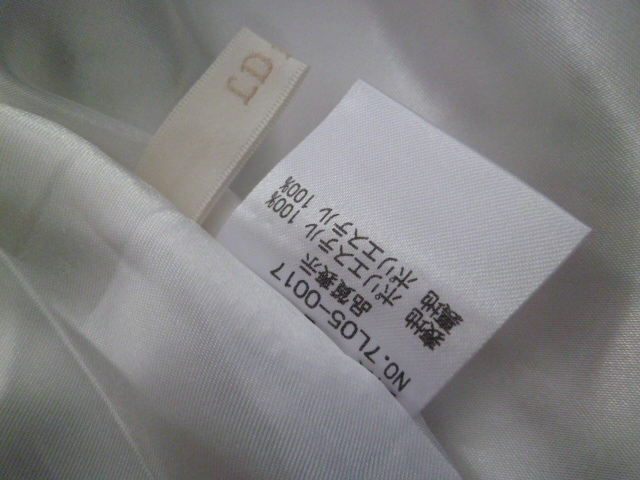 LD
NO.7L05-0017
品質表示
表地 ポリエステル 100%
裏地 ポリエステル 100%